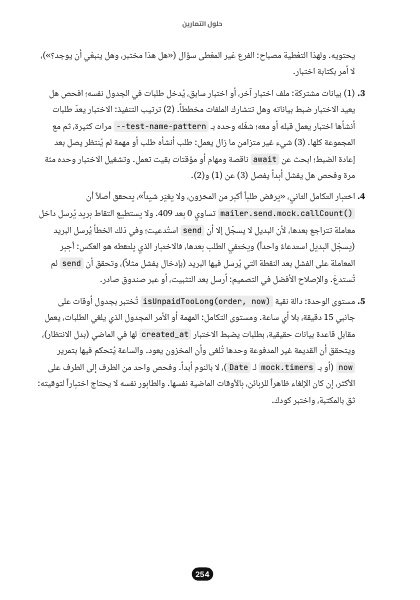 حلول التمارين
يحتويه. ولهذا التغطية مصباح: الفرع غير المغطى سؤال («هل هذا مختبر، وهل ينبغي أن يوجد؟»)،
لا أمر بكتابة اختبار.
3. (1) بيانات مشتركة: ملف اختبار آخر، أو اختبار سابق، يُدخل طلبات في الجدول نفسه؛ افحص هل
يعيد الاختبار ضبط بياناته وهل تتشارك الملفات مخططاً. (2) ترتيب التنفيذ: الاختبار يعدّ طلبات
أنشأها اختبار يعمل قبله أو معه؛ شغّله وحده بـ --test-name-pattern مرات كثيرة، ثم مع
المجموعة كلها. (3) شيء غير متزامن ما زال يعمل: طلب أنشأه طلب أو مهمة لم يُنتظر يصل بعد
إعادة الضبط؛ ابحث عن await ناقصة ومهام أو مؤقتات بقيت تعمل. وتشغيل الاختبار وحده مئة
مرة وفحص هل يفشل أبداً يفصل (3) عن (1) و(2).
4. اختبار التكامل الثاني، «يرفض طلباً أكبر من المخزون، ولا يغيّر شيئاً»، يتحقق أصلاً أن
mailer.send.mock.callCount() تساوي 0 بعد 409. ولا يستطيع التقاط بريد يُرسل داخل
معاملة تتراجع بعدها، لأن البديل لا يسجّل إلا أن send استُدعيت؛ وفي ذلك الخطأ يُرسل البريد
(يسجّل البديل استدعاءً واحداً) ويختفي الطلب بعدها، فالاختبار الذي يلتقطه هو العكس: أجبر
المعاملة على الفشل بعد النقطة التي يُرسل فيها البريد (بإدخال يفشل مثلاً)، وتحقق أن send لم
تُستدعَ. والإصلاح الأفضل في التصميم: أرسل بعد التثبيت، أو عبر صندوق صادر.
5. مستوى الوحدة: دالة نقية isUnpaidTooLong(order, now) تُختبر بجدول أوقات على
جانبي 15 دقيقة، بلا أي ساعة. ومستوى التكامل: المهمة أو الأمر المجدول الذي يلغي الطلبات، يعمل
مقابل قاعدة بيانات حقيقية، بطلبات يضبط الاختبار created_at لها في الماضي (بدل الانتظار)،
ويتحقق أن القديمة غير المدفوعة وحدها تُلغى وأن المخزون يعود. والساعة يُتحكم فيها بتمرير
now (أو بـ mock.timers لـ Date)، لا بالنوم أبداً. وفحص واحد من الطرف إلى الطرف على
الأكثر، إن كان الإلغاء ظاهراً للزبائن، بالأوقات الماضية نفسها. والطابور نفسه لا يحتاج اختباراً لتوقيته:
ثق بالمكتبة، واختبر كودك.
254